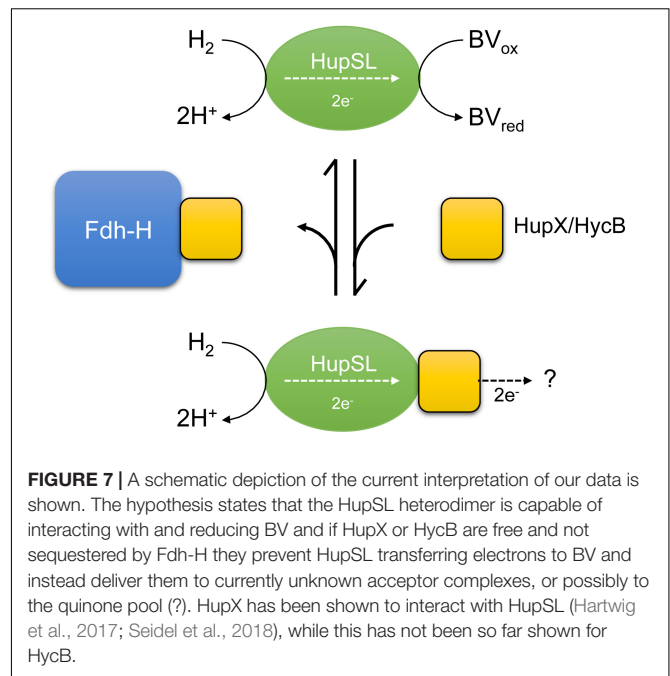 H2
HupSL
2e-
BVox
2H+
BVred
Fdh-H
HupX/HycB
H2
HupSL
2e-
2H+
2e-
?
FIGURE 7 | A schematic depiction of the current interpretation of our data is
shown. The hypothesis states that the HupSL heterodimer is capable of
interacting with and reducing BV and if HupX or HycB are free and not
sequestered by Fdh-H they prevent HupSL transferring electrons to BV and
instead deliver them to currently unknown acceptor complexes, or possibly to
the quinone pool (?). HupX has been shown to interact with HupSL (Hartwig
et al., 2017; Seidel et al., 2018), while this has not been so far shown for
HycB.